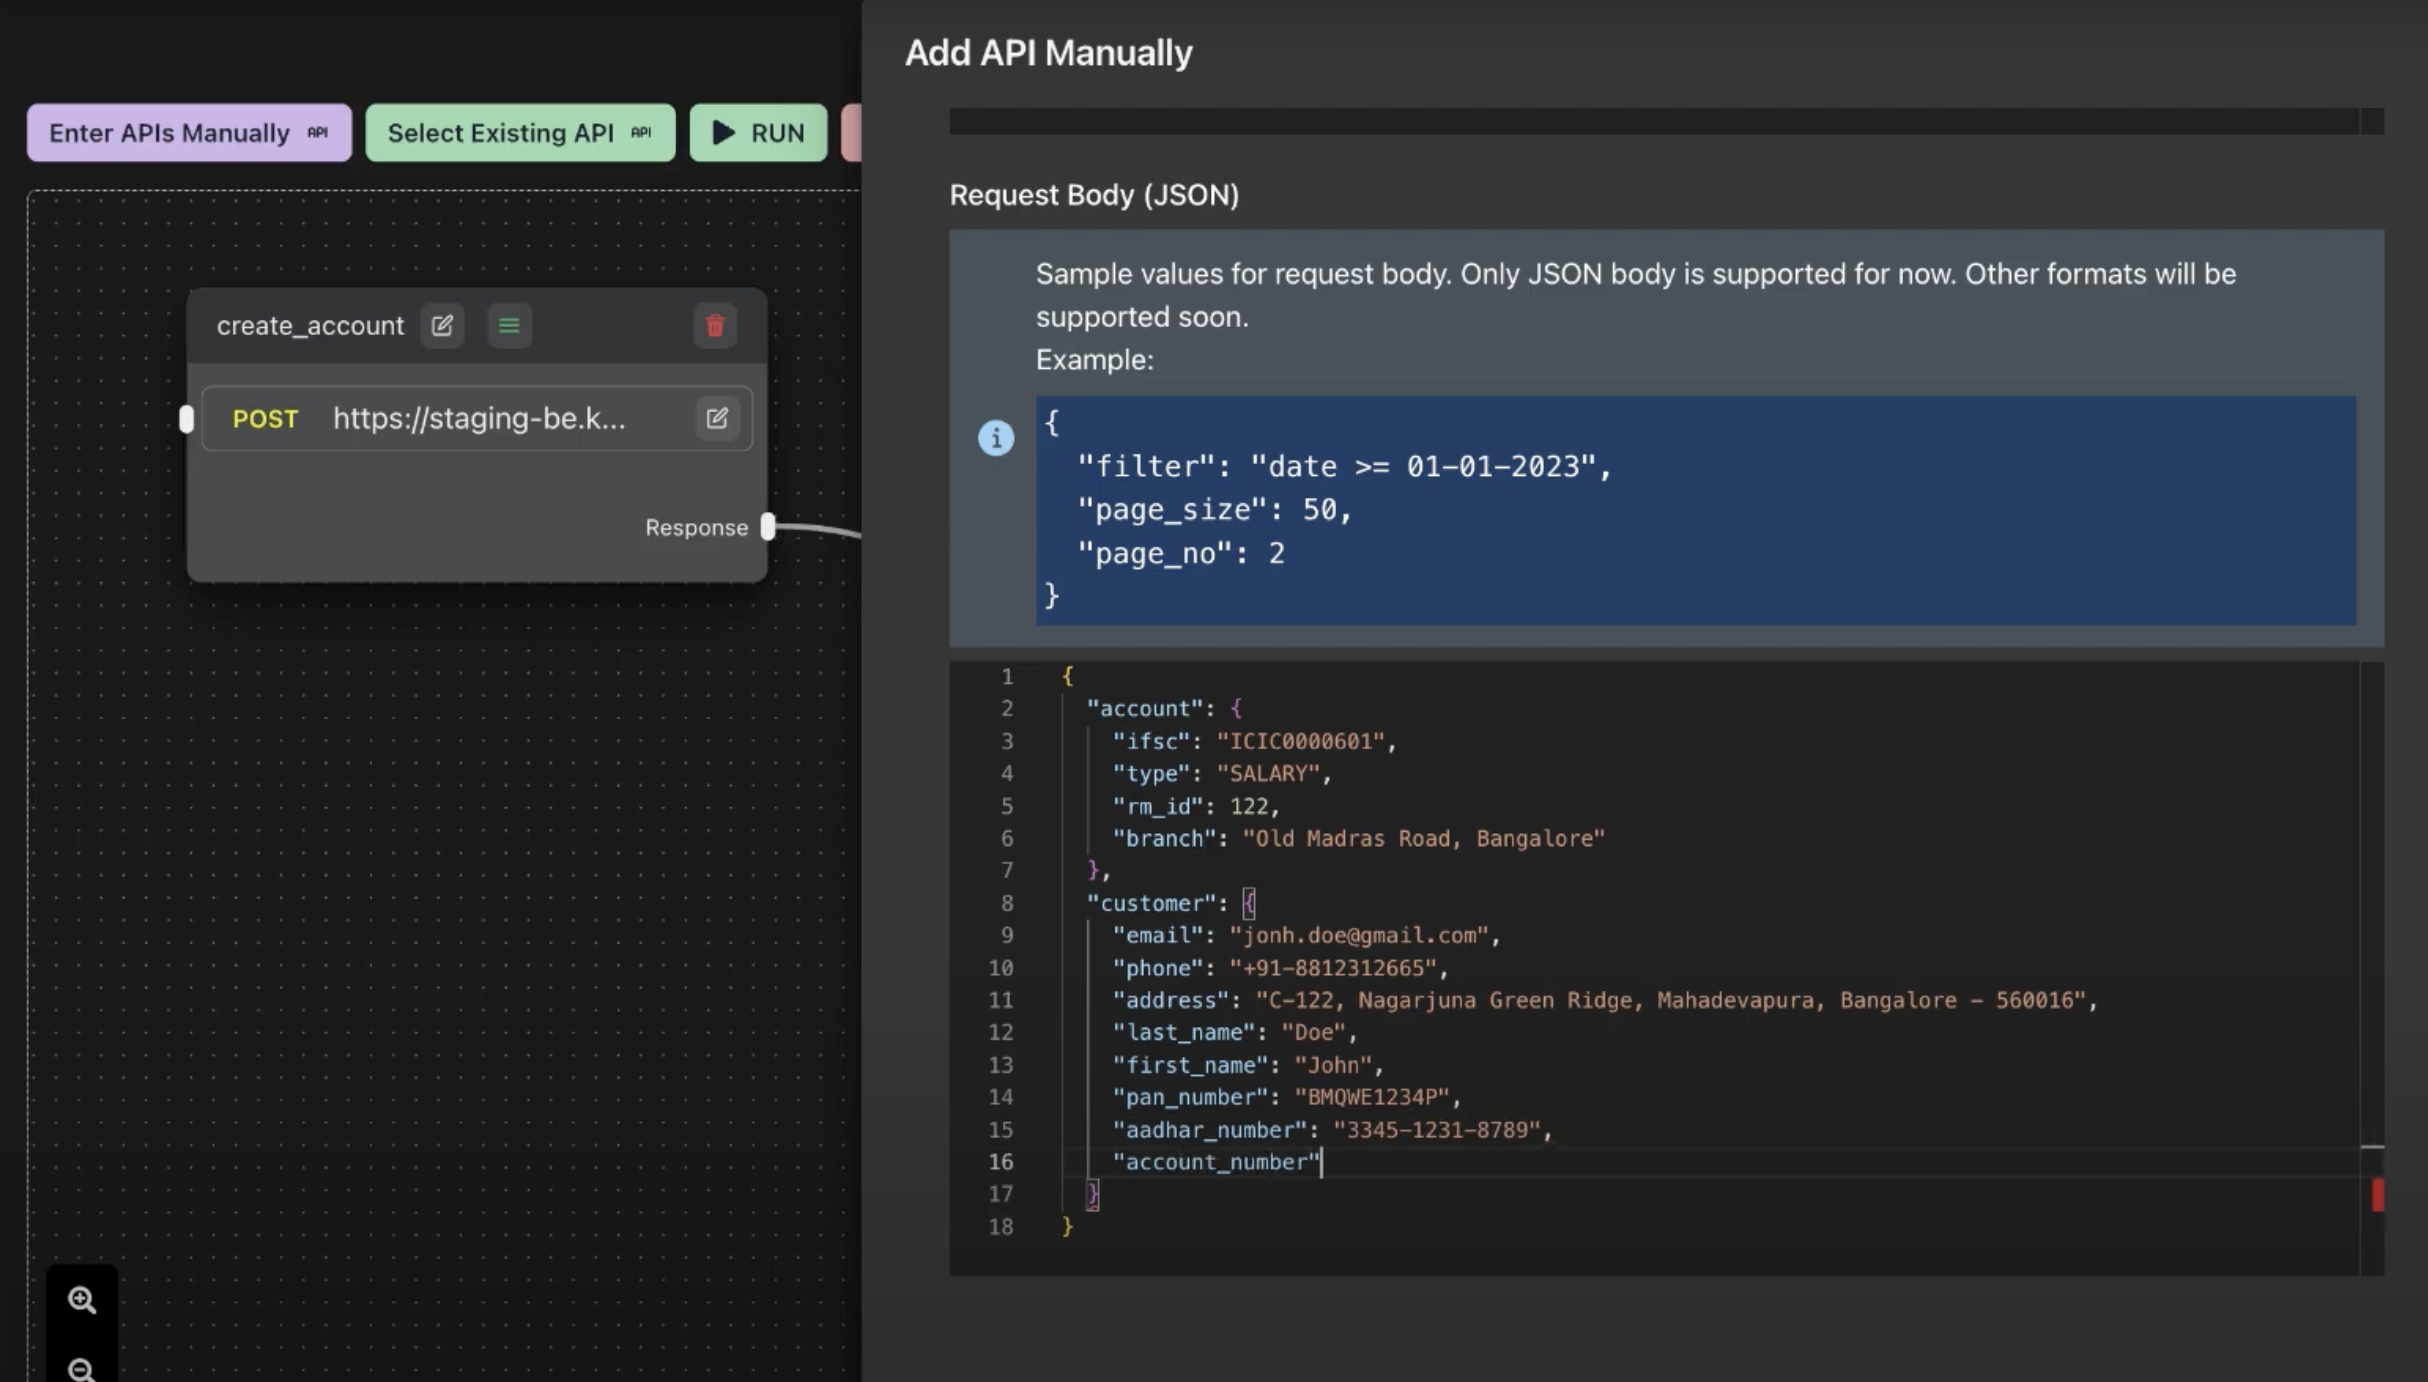 Add API Manually
Enter APIs Manually API
Select Existing API API
RUN
create_account
POST https://staging-be.k...
Response
Request Body (JSON)
Sample values for request body. Only JSON body is supported for now. Other formats will be
supported soon.
Example:
{
"filter": "date >= 01-01-2023",
"page_size": 50,
"page_no": 2
}
1 {
2 "account": {
3 "ifsc": "ICIC0000601",
4 "type": "SALARY",
5 "rm_id": 122,
6 "branch": "Old Madras Road, Bangalore"
7 },
8 "customer": {
9 "email": "jonh.doe@gmail.com",
10 "phone": "+91-8812312665",
11 "address": "C-122, Nagarjuna Green Ridge, Mahadevapura, Bangalore - 560016",
12 "last_name": "Doe",
13 "first_name": "John",
14 "pan_number": "BMQWE1234P",
15 "aadhar_number": "3345-1231-8789",
16 "account_number"
17 }
18 }